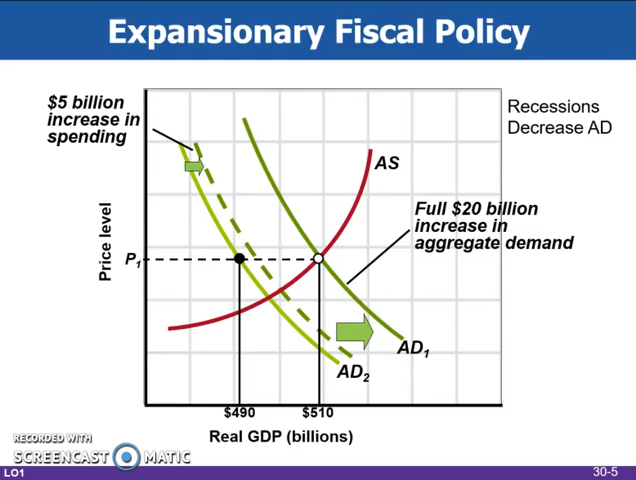 Expansionary Fiscal Policy
$5 billion
increase in
spending
Recessions
Decrease AD
AS
Full $20 billion
increase in
aggregate demand
Price level
P1
AD1
AD2
$490
$510
Real GDP (billions)
RECORDED WITH
SCREENCAST MATIC
LO1
30-5